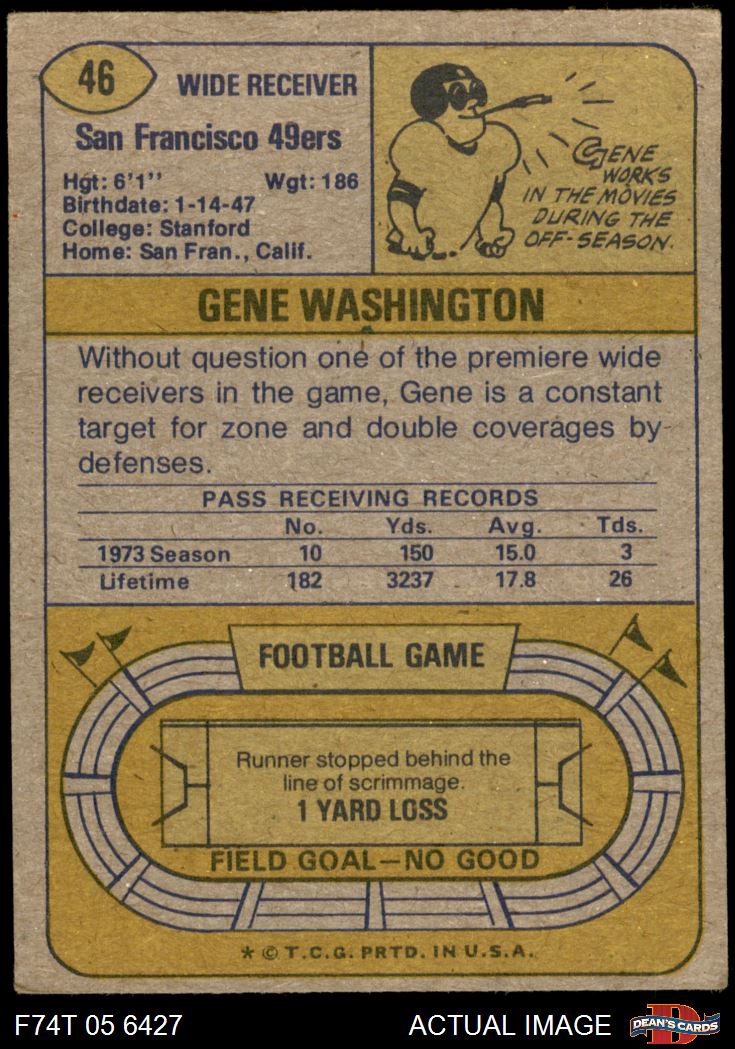 46
WIDE RECEIVER
San Francisco 49ers
Hgt: 6'1" Wgt: 186
Birthdate: 1-14-47
College: Stanford
Home: San Fran., Calif.
GENE
WORKS
IN THE MOVIES
DURING THE
OFF-SEASON.
GENE WASHINGTON
Without question one of the premiere wide
receivers in the game, Gene is a constant
target for zone and double coverages by
defenses.
PASS RECEIVING RECORDS
No. Yds. Avg. Tds.
1973 Season 10 150 15.0 3
Lifetime 182 3237 17.8 26
FOOTBALL GAME
Runner stopped behind the
line of scrimmage.
1 YARD LOSS
FIELD GOAL—NO GOOD
* © T.C.G. PRTD. IN U.S.A.
F74T 05 6427 ACTUAL IMAGE
D
DEAN'S CARDS